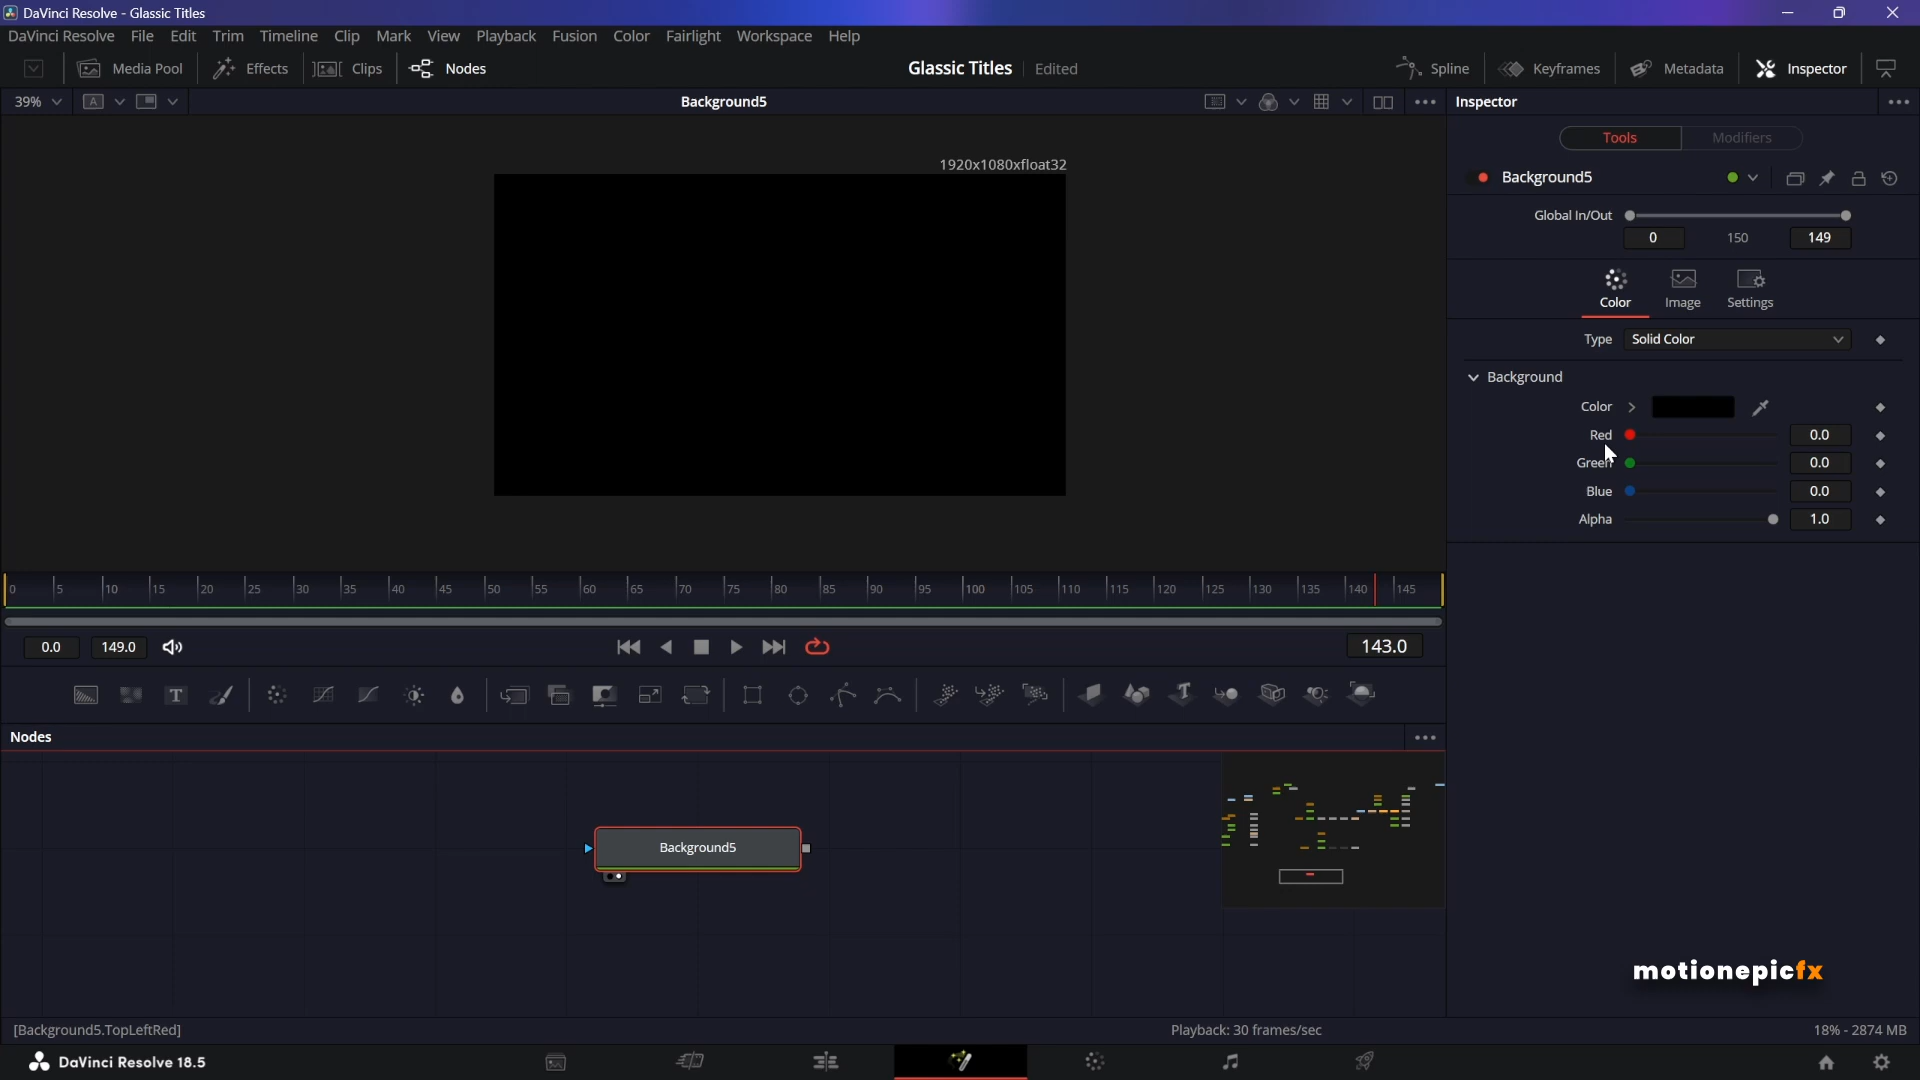 DaVinci Resolve - Glassic Titles
DaVinci Resolve File Edit Trim Timeline Clip Mark View Playback Fusion Color Fairlight Workspace Help
Media Pool Effects Clips Nodes Glassic Titles Edited Spline Keyframes Metadata Inspector
39% A Background5 Inspector
Tools Modifiers
1920x1080xfloat32
Background5
Global In/Out
0 150 149
Color Image Settings
Type Solid Color
Background
Color
Red 0.0
Green 0.0
Blue 0.0
Alpha 1.0
0 5 10 15 20 25 30 35 40 45 50 55 60 65 70 75 80 85 90 95 100 105 110 115 120 125 130 135 140 145
0.0 149.0 143.0
T T
Nodes
Background5
motionepicfx
[Background5.TopLeftRed] Playback: 30 frames/sec 18% - 2874 MB
DaVinci Resolve 18.5